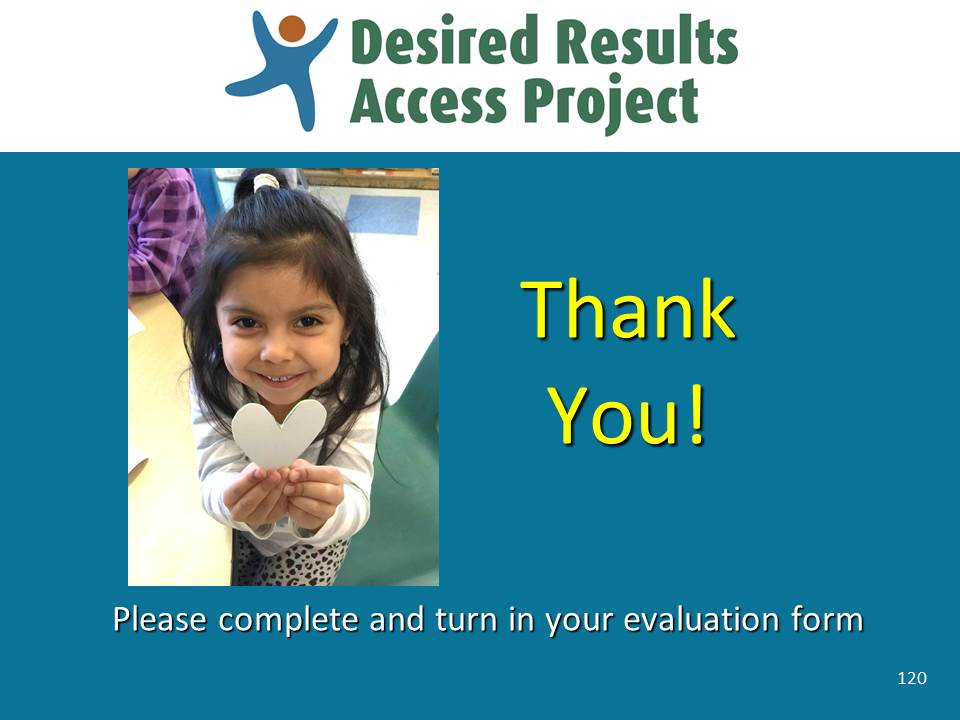 Desired Results
Access Project
Thank
You!
Please complete and turn in your evaluation form
120